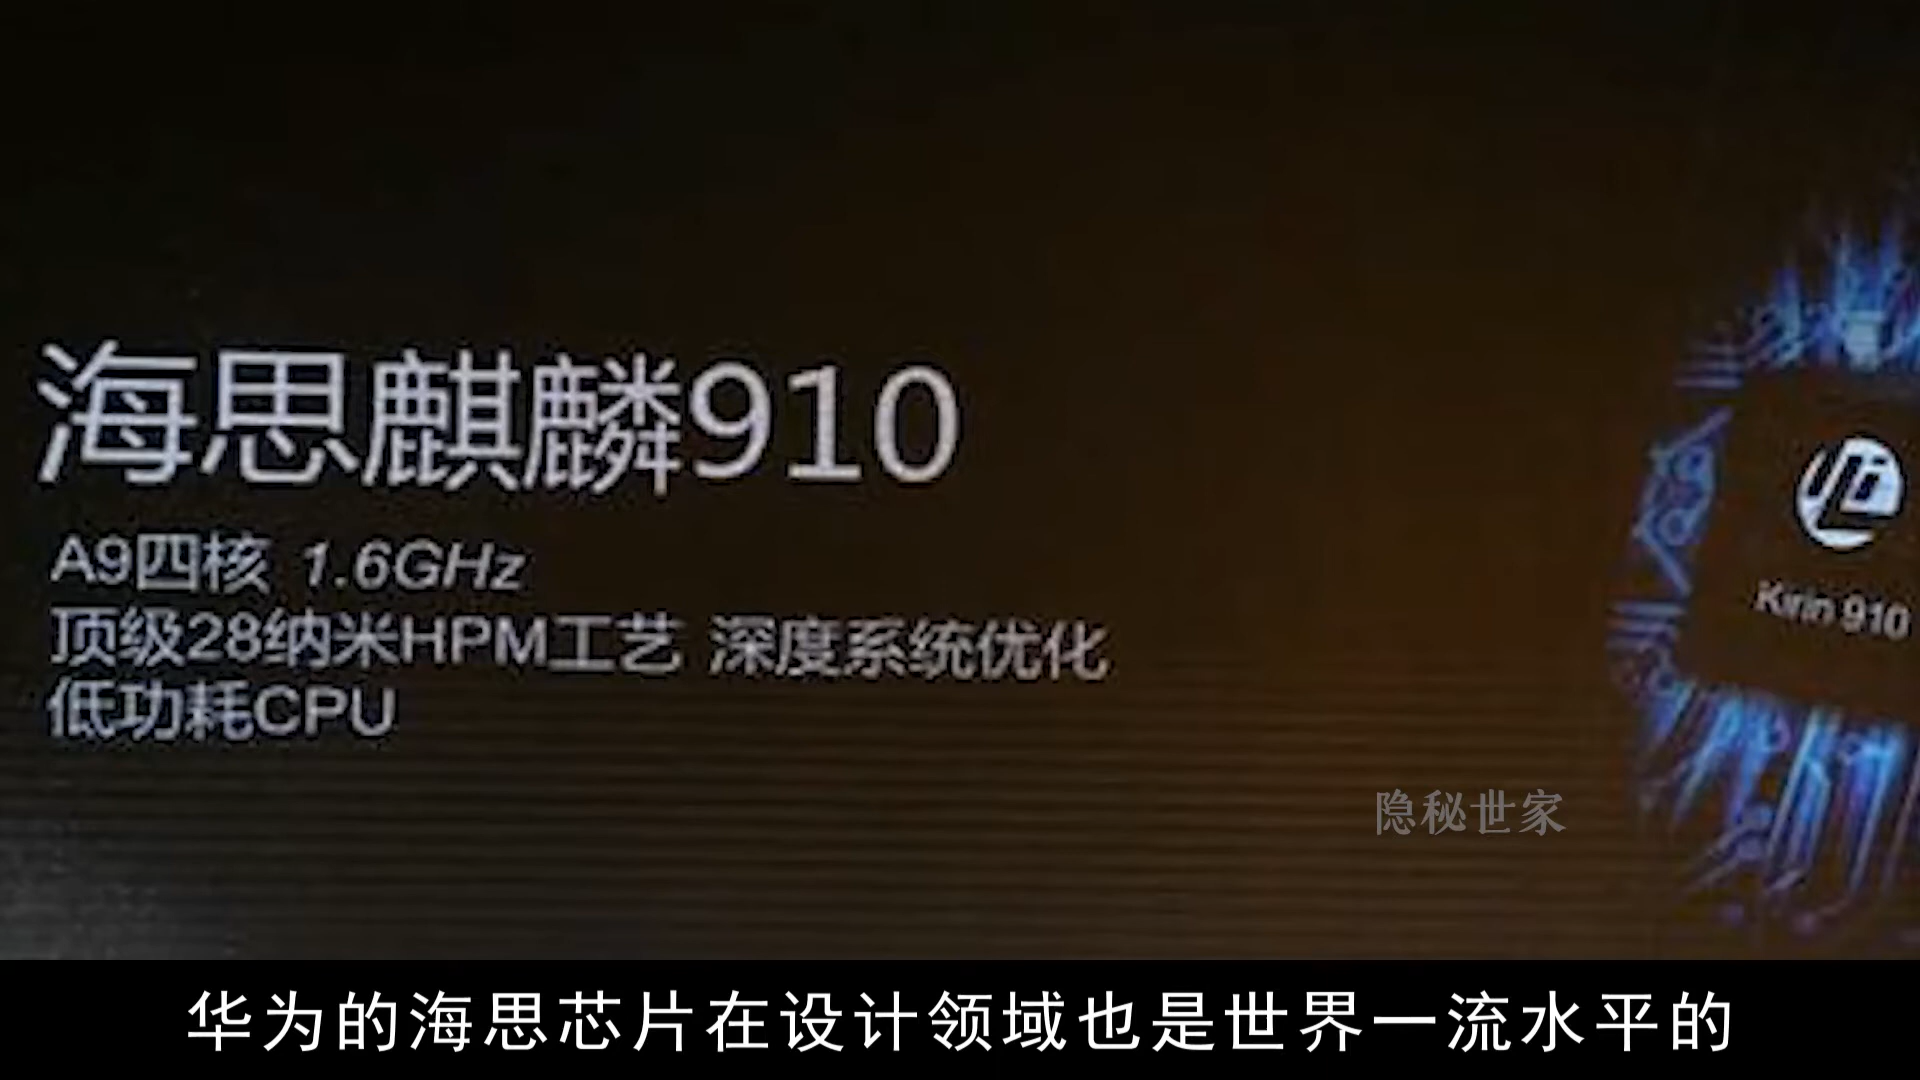 海思麒麟910
A9四核 1.6GHz
顶级28纳米HPM工艺 深度系统优化
低功耗CPU
Kirin 910
隐秘世家
华为的海思芯片在设计领域也是世界一流水平的